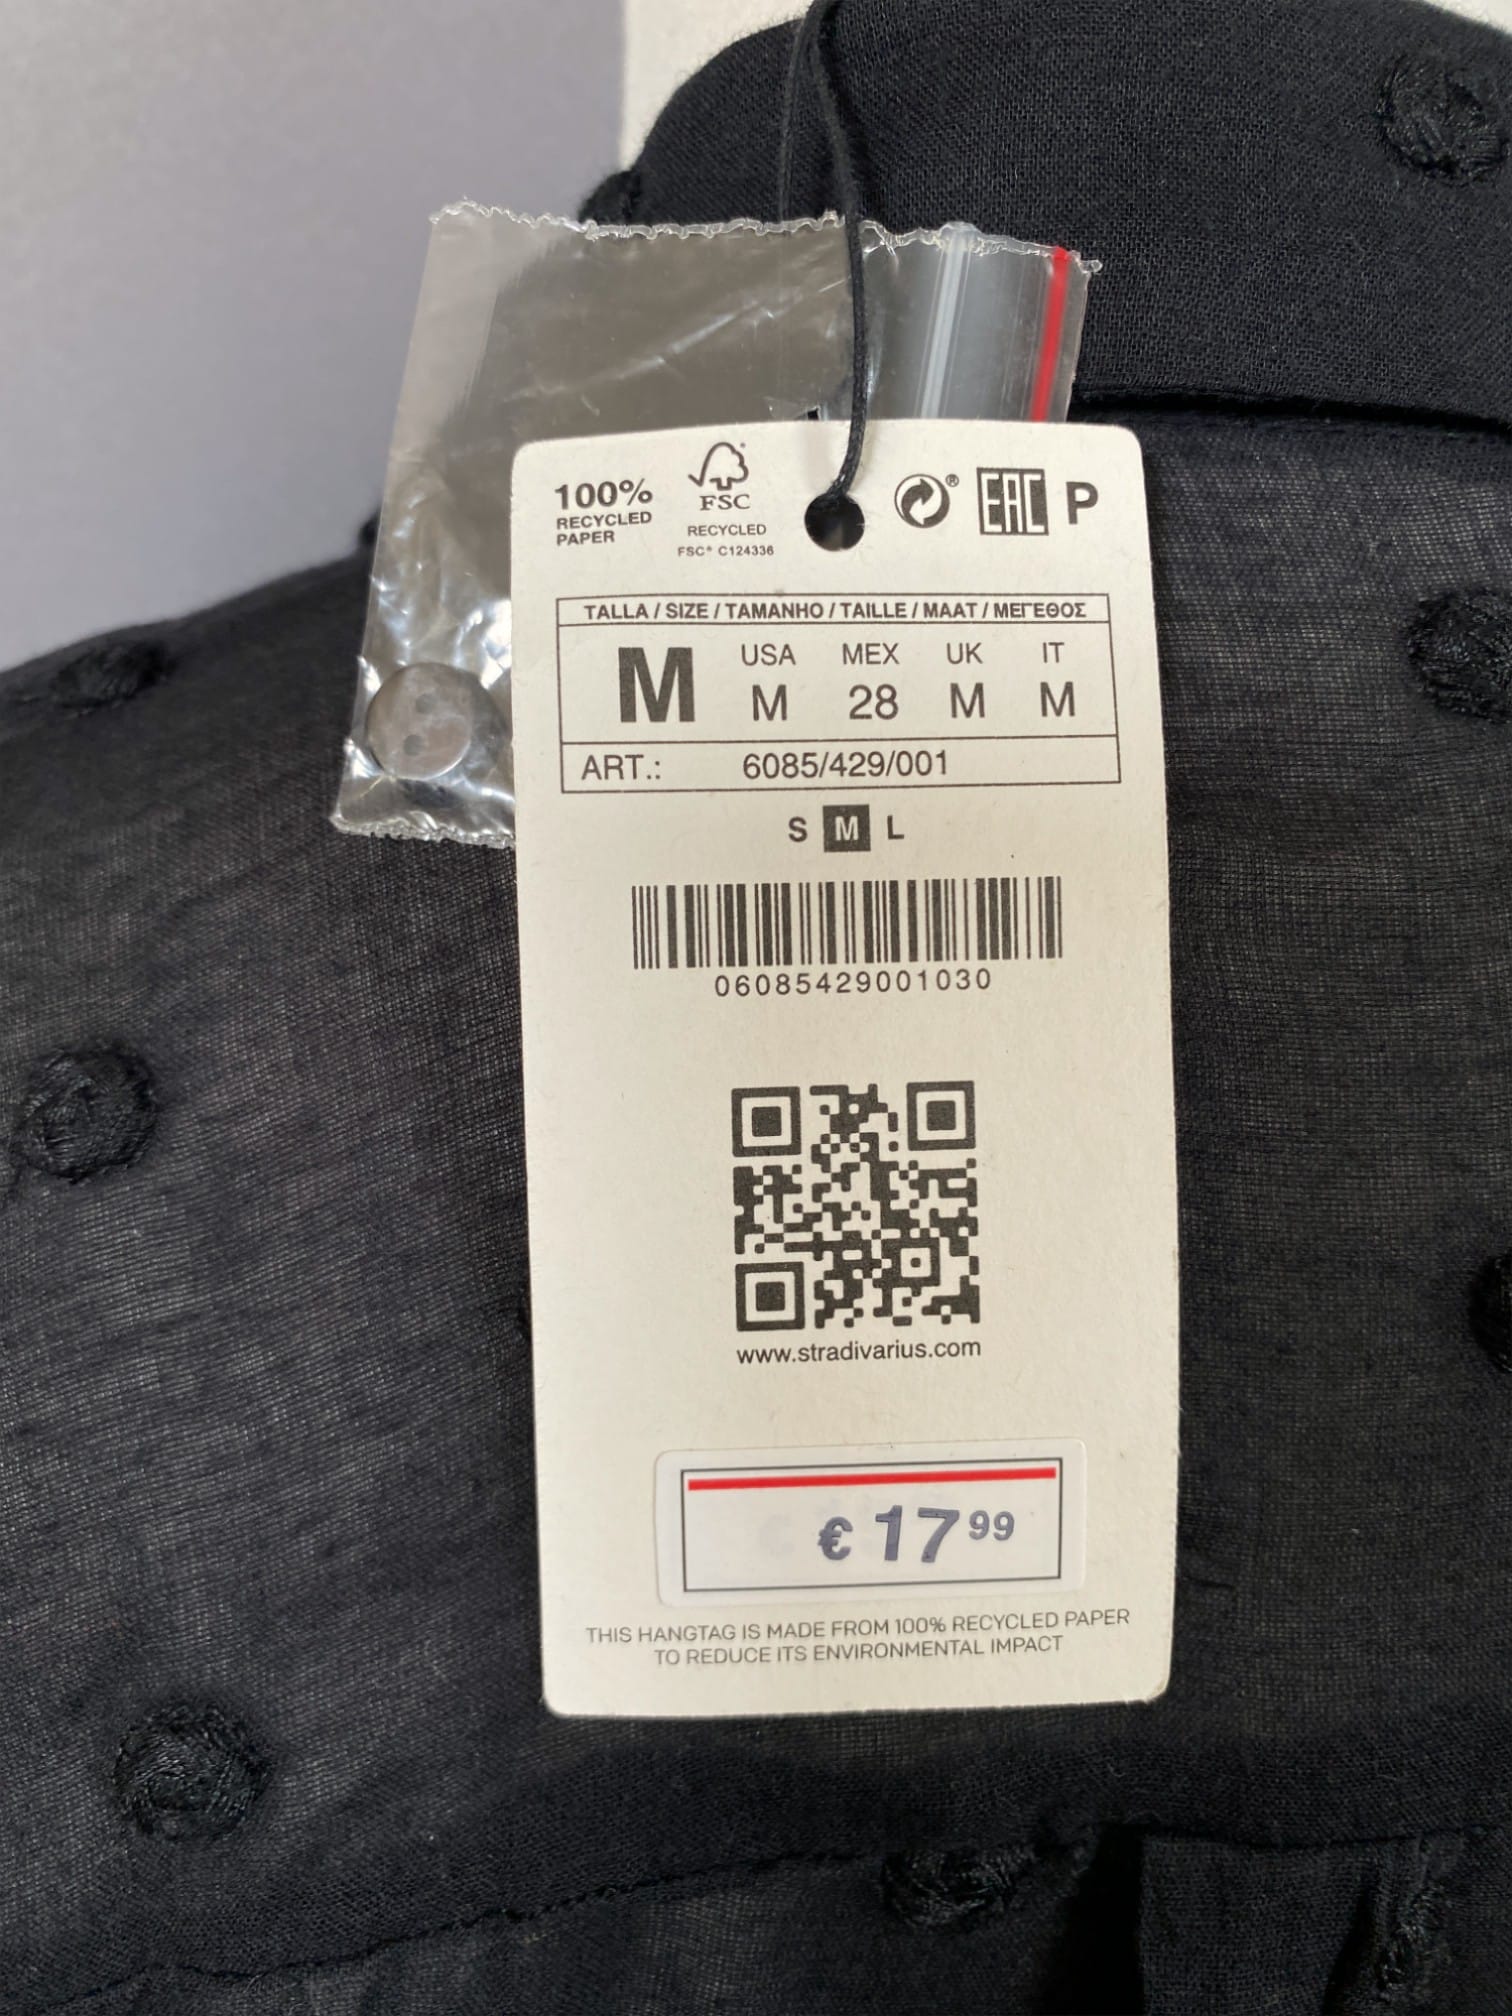 100%
RECYCLED
PAPER
FSC
RECYCLED
FSC® C124336
® EAC P
TALLA / SIZE / TAMANHO / TAILLE / MAAT / ΜΕΓΕΘΟΣ
USA MEX UK IT
M M 28 M M
ART.: 6085/429/001
S M L
06085429001030
www.stradivarius.com
€ 17 99
THIS HANGTAG IS MADE FROM 100% RECYCLED PAPER
TO REDUCE ITS ENVIRONMENTAL IMPACT